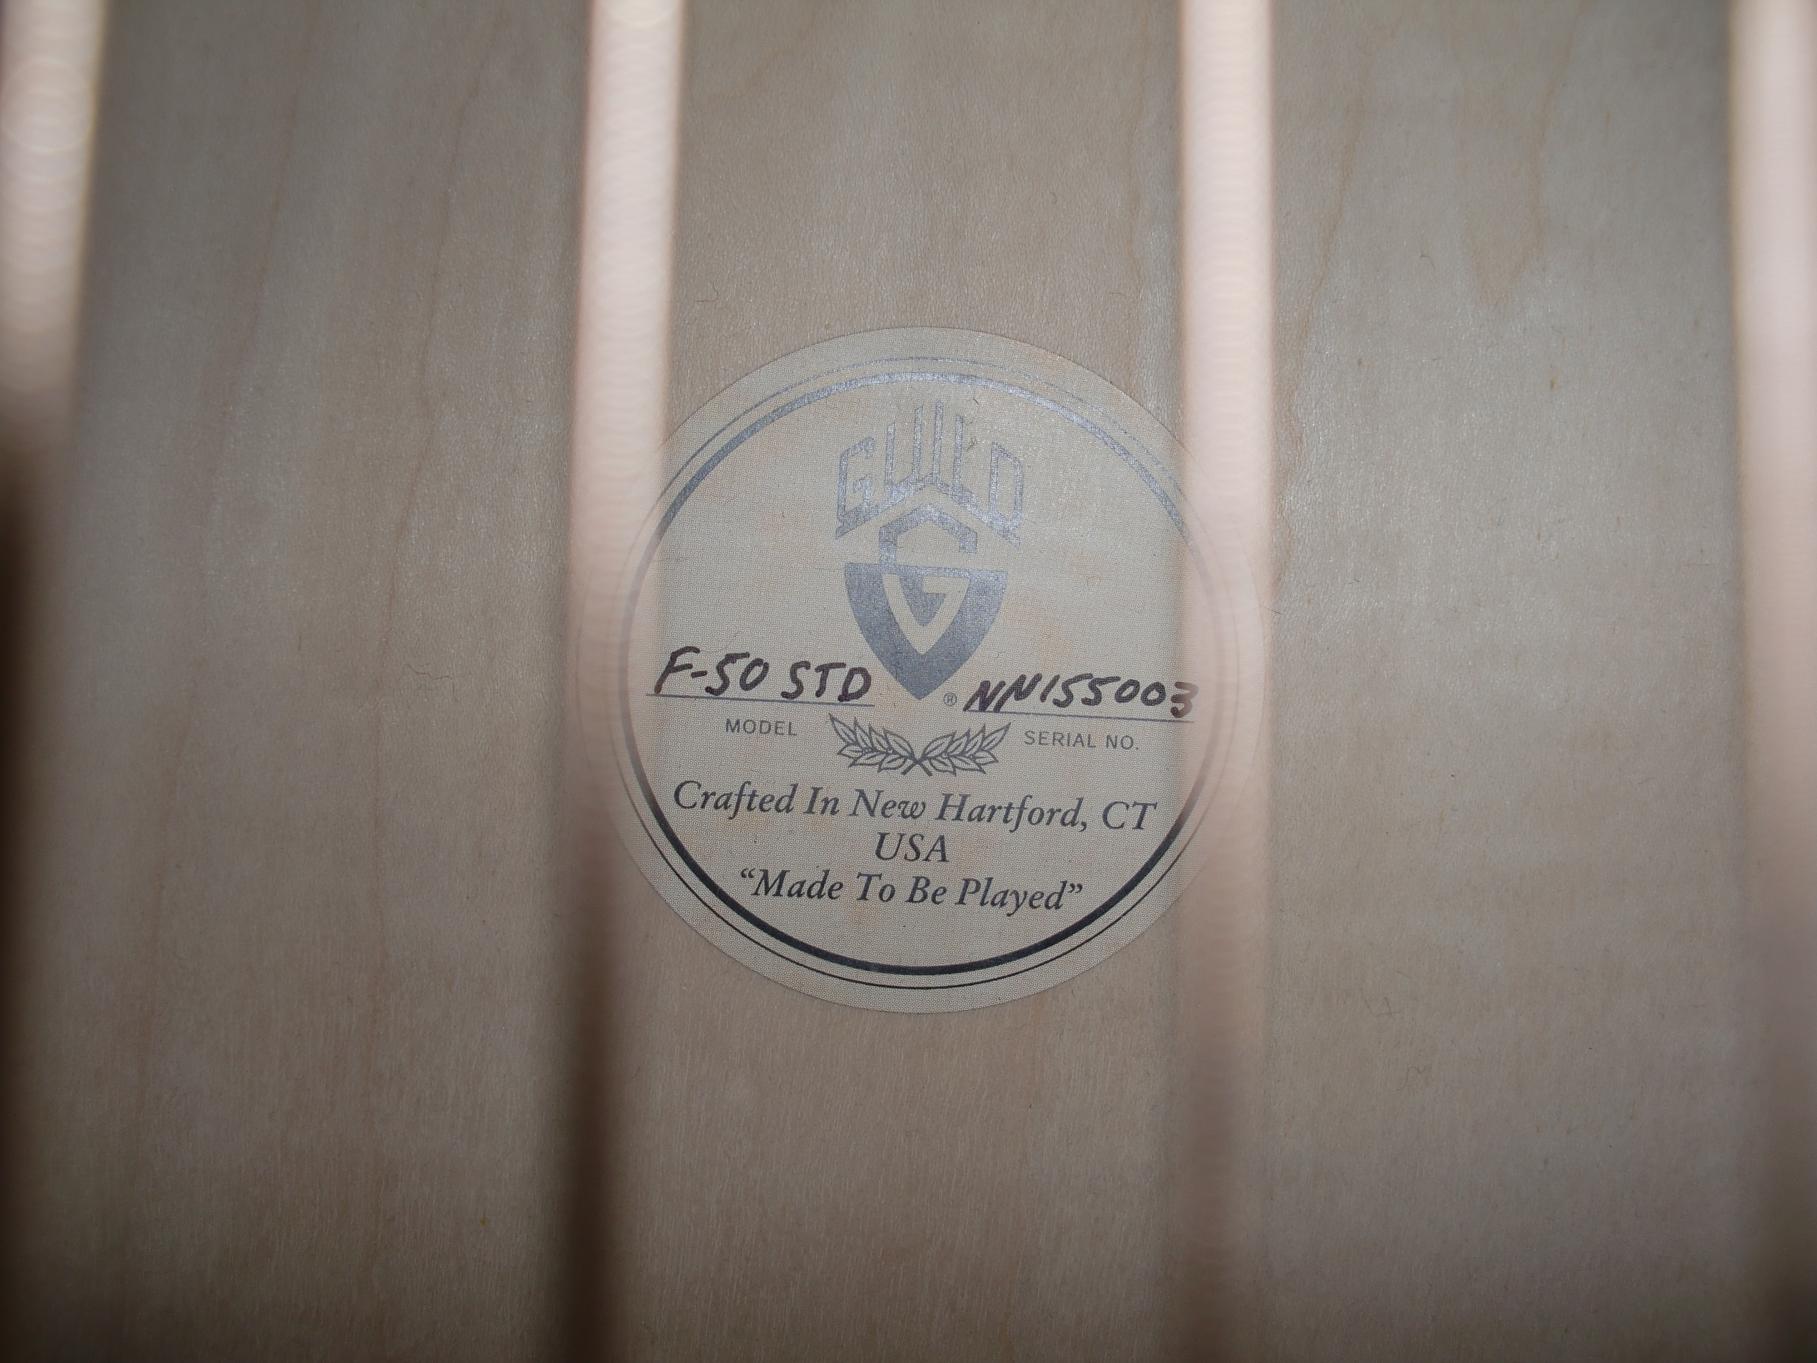 GUILD
G
F-50 STD ® NN155003
MODEL SERIAL NO.
Crafted In New Hartford, CT
USA
“Made To Be Played”